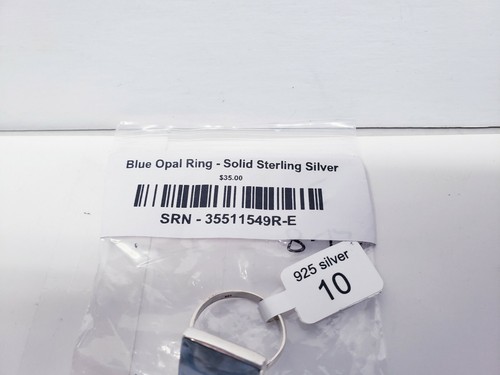 Blue Opal Ring - Solid Sterling Silver
$35.00
SRN - 35511549R-E
925 silver
10